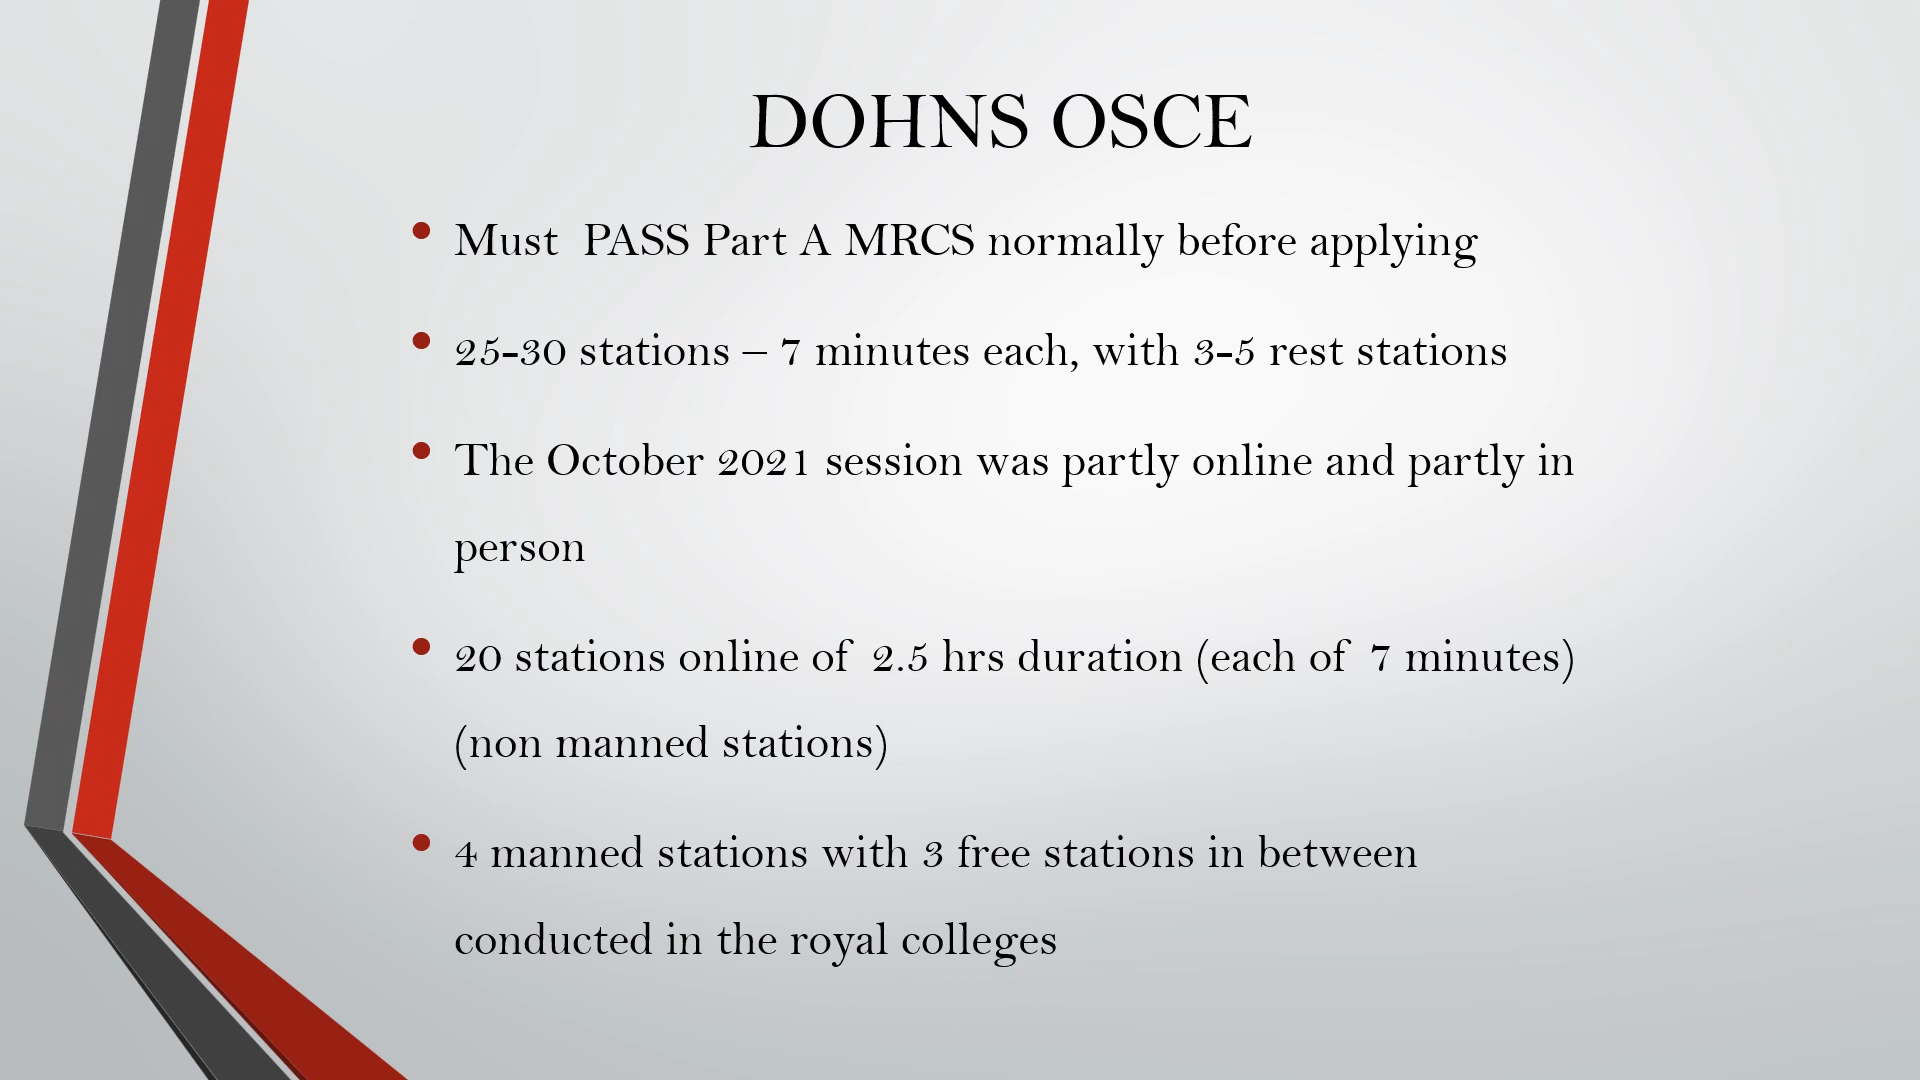 DOHNS OSCE
• Must  PASS Part A MRCS normally before applying
• 25-30 stations – 7 minutes each, with 3-5 rest stations
• The October 2021 session was partly online and partly in
person
• 20 stations online of  2.5 hrs duration (each of  7 minutes)
(non manned stations)
• 4 manned stations with 3 free stations in between
conducted in the royal colleges